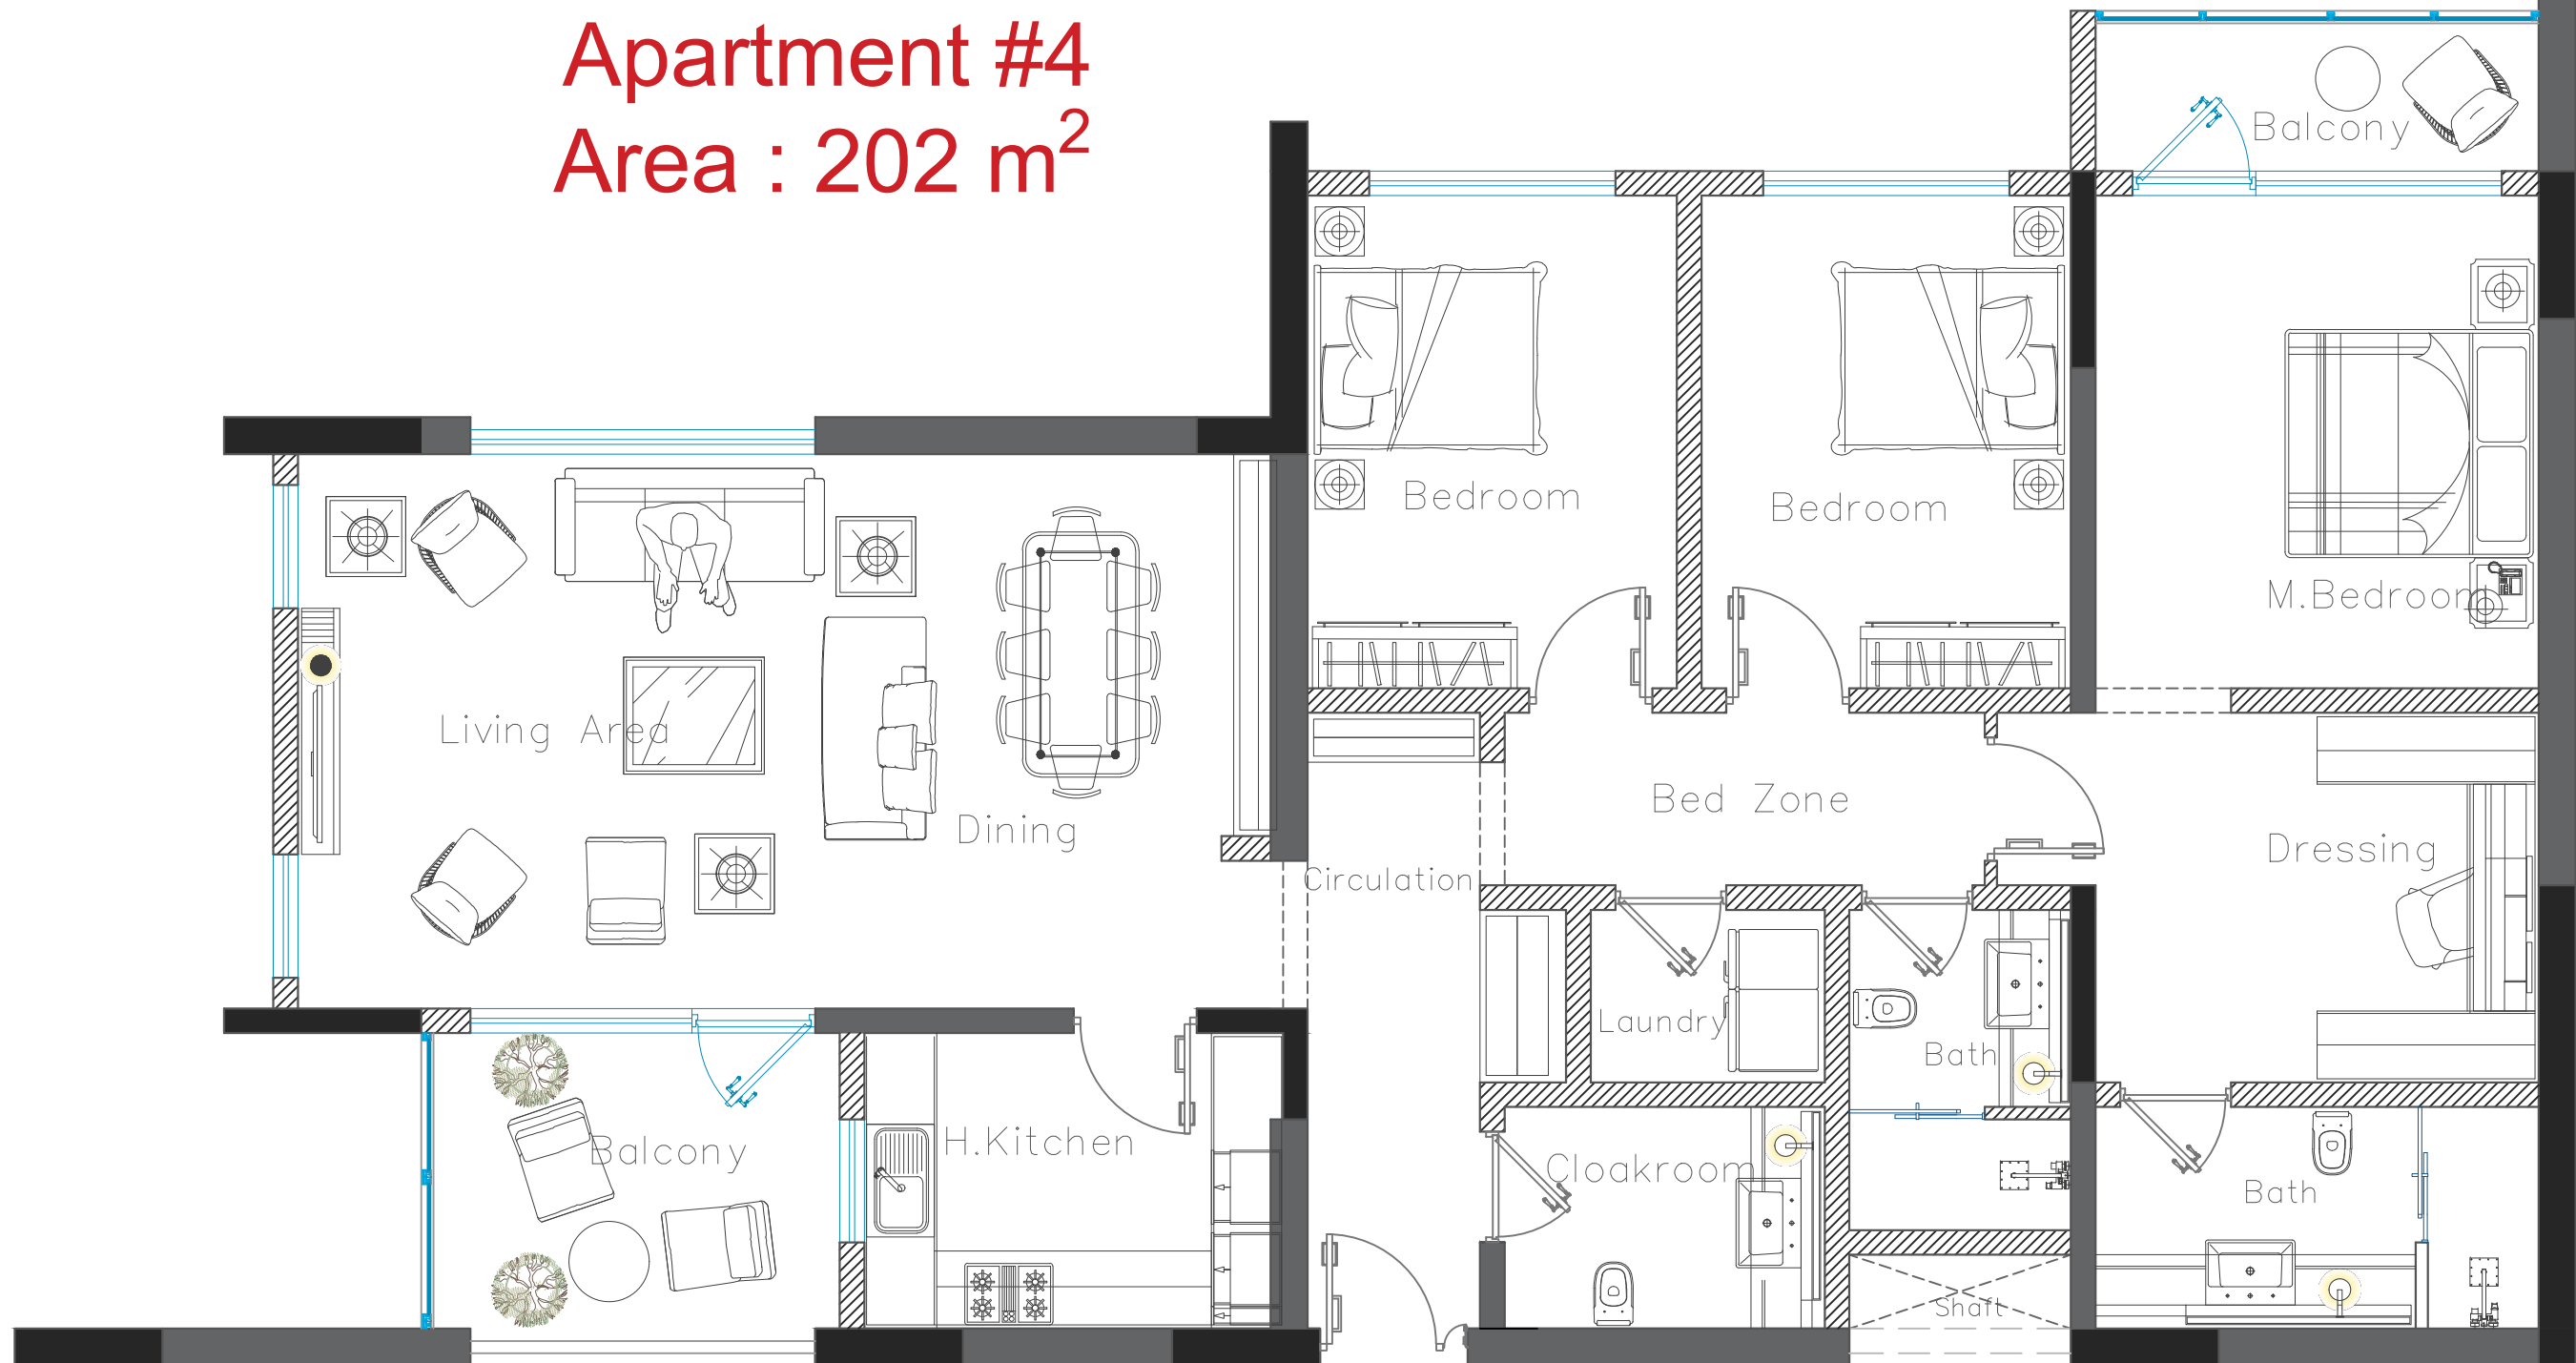 Apartment #4
Area : 202 m²
Balcony
Bedroom
Bedroom
M.Bedroom
Living Area
Dining
Bed Zone
Circulation
Dressing
Laundry
Bath
Balcony
H.Kitchen
Cloakroom
Bath
Shaft